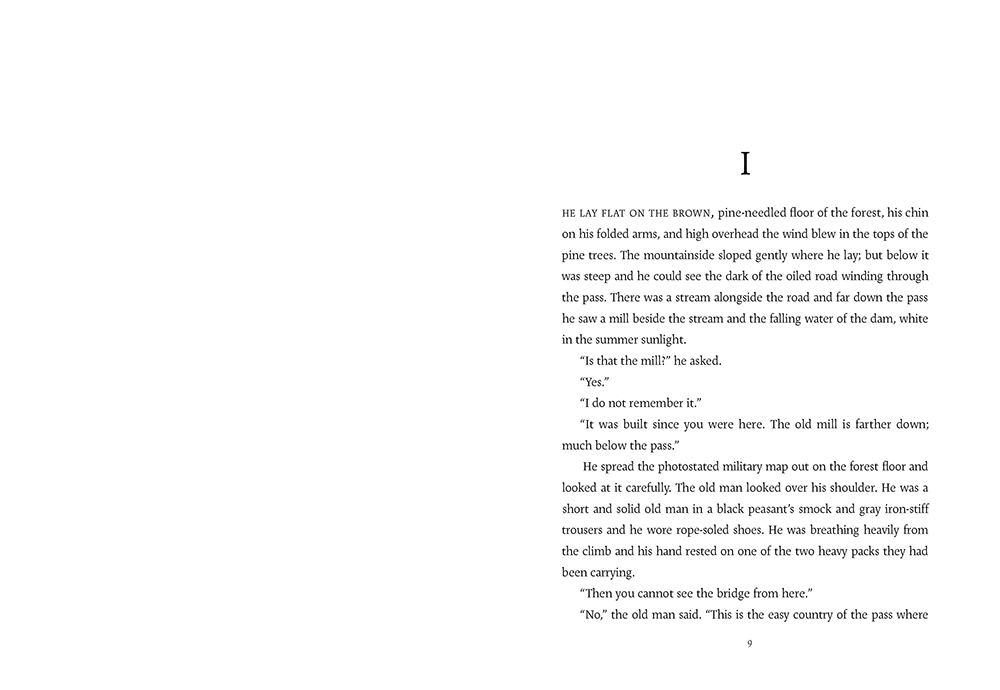 I
HE LAY FLAT ON THE BROWN, pine-needled floor of the forest, his chin
on his folded arms, and high overhead the wind blew in the tops of the
pine trees. The mountainside sloped gently where he lay; but below it
was steep and he could see the dark of the oiled road winding through
the pass. There was a stream alongside the road and far down the pass
he saw a mill beside the stream and the falling water of the dam, white
in the summer sunlight.
“Is that the mill?” he asked.
“Yes.”
“I do not remember it.”
“It was built since you were here. The old mill is farther down;
much below the pass.”
He spread the photostated military map out on the forest floor and
looked at it carefully. The old man looked over his shoulder. He was a
short and solid old man in a black peasant’s smock and gray iron-stiff
trousers and he wore rope-soled shoes. He was breathing heavily from
the climb and his hand rested on one of the two heavy packs they had
been carrying.
“Then you cannot see the bridge from here.”
“No,” the old man said. “This is the easy country of the pass where
9